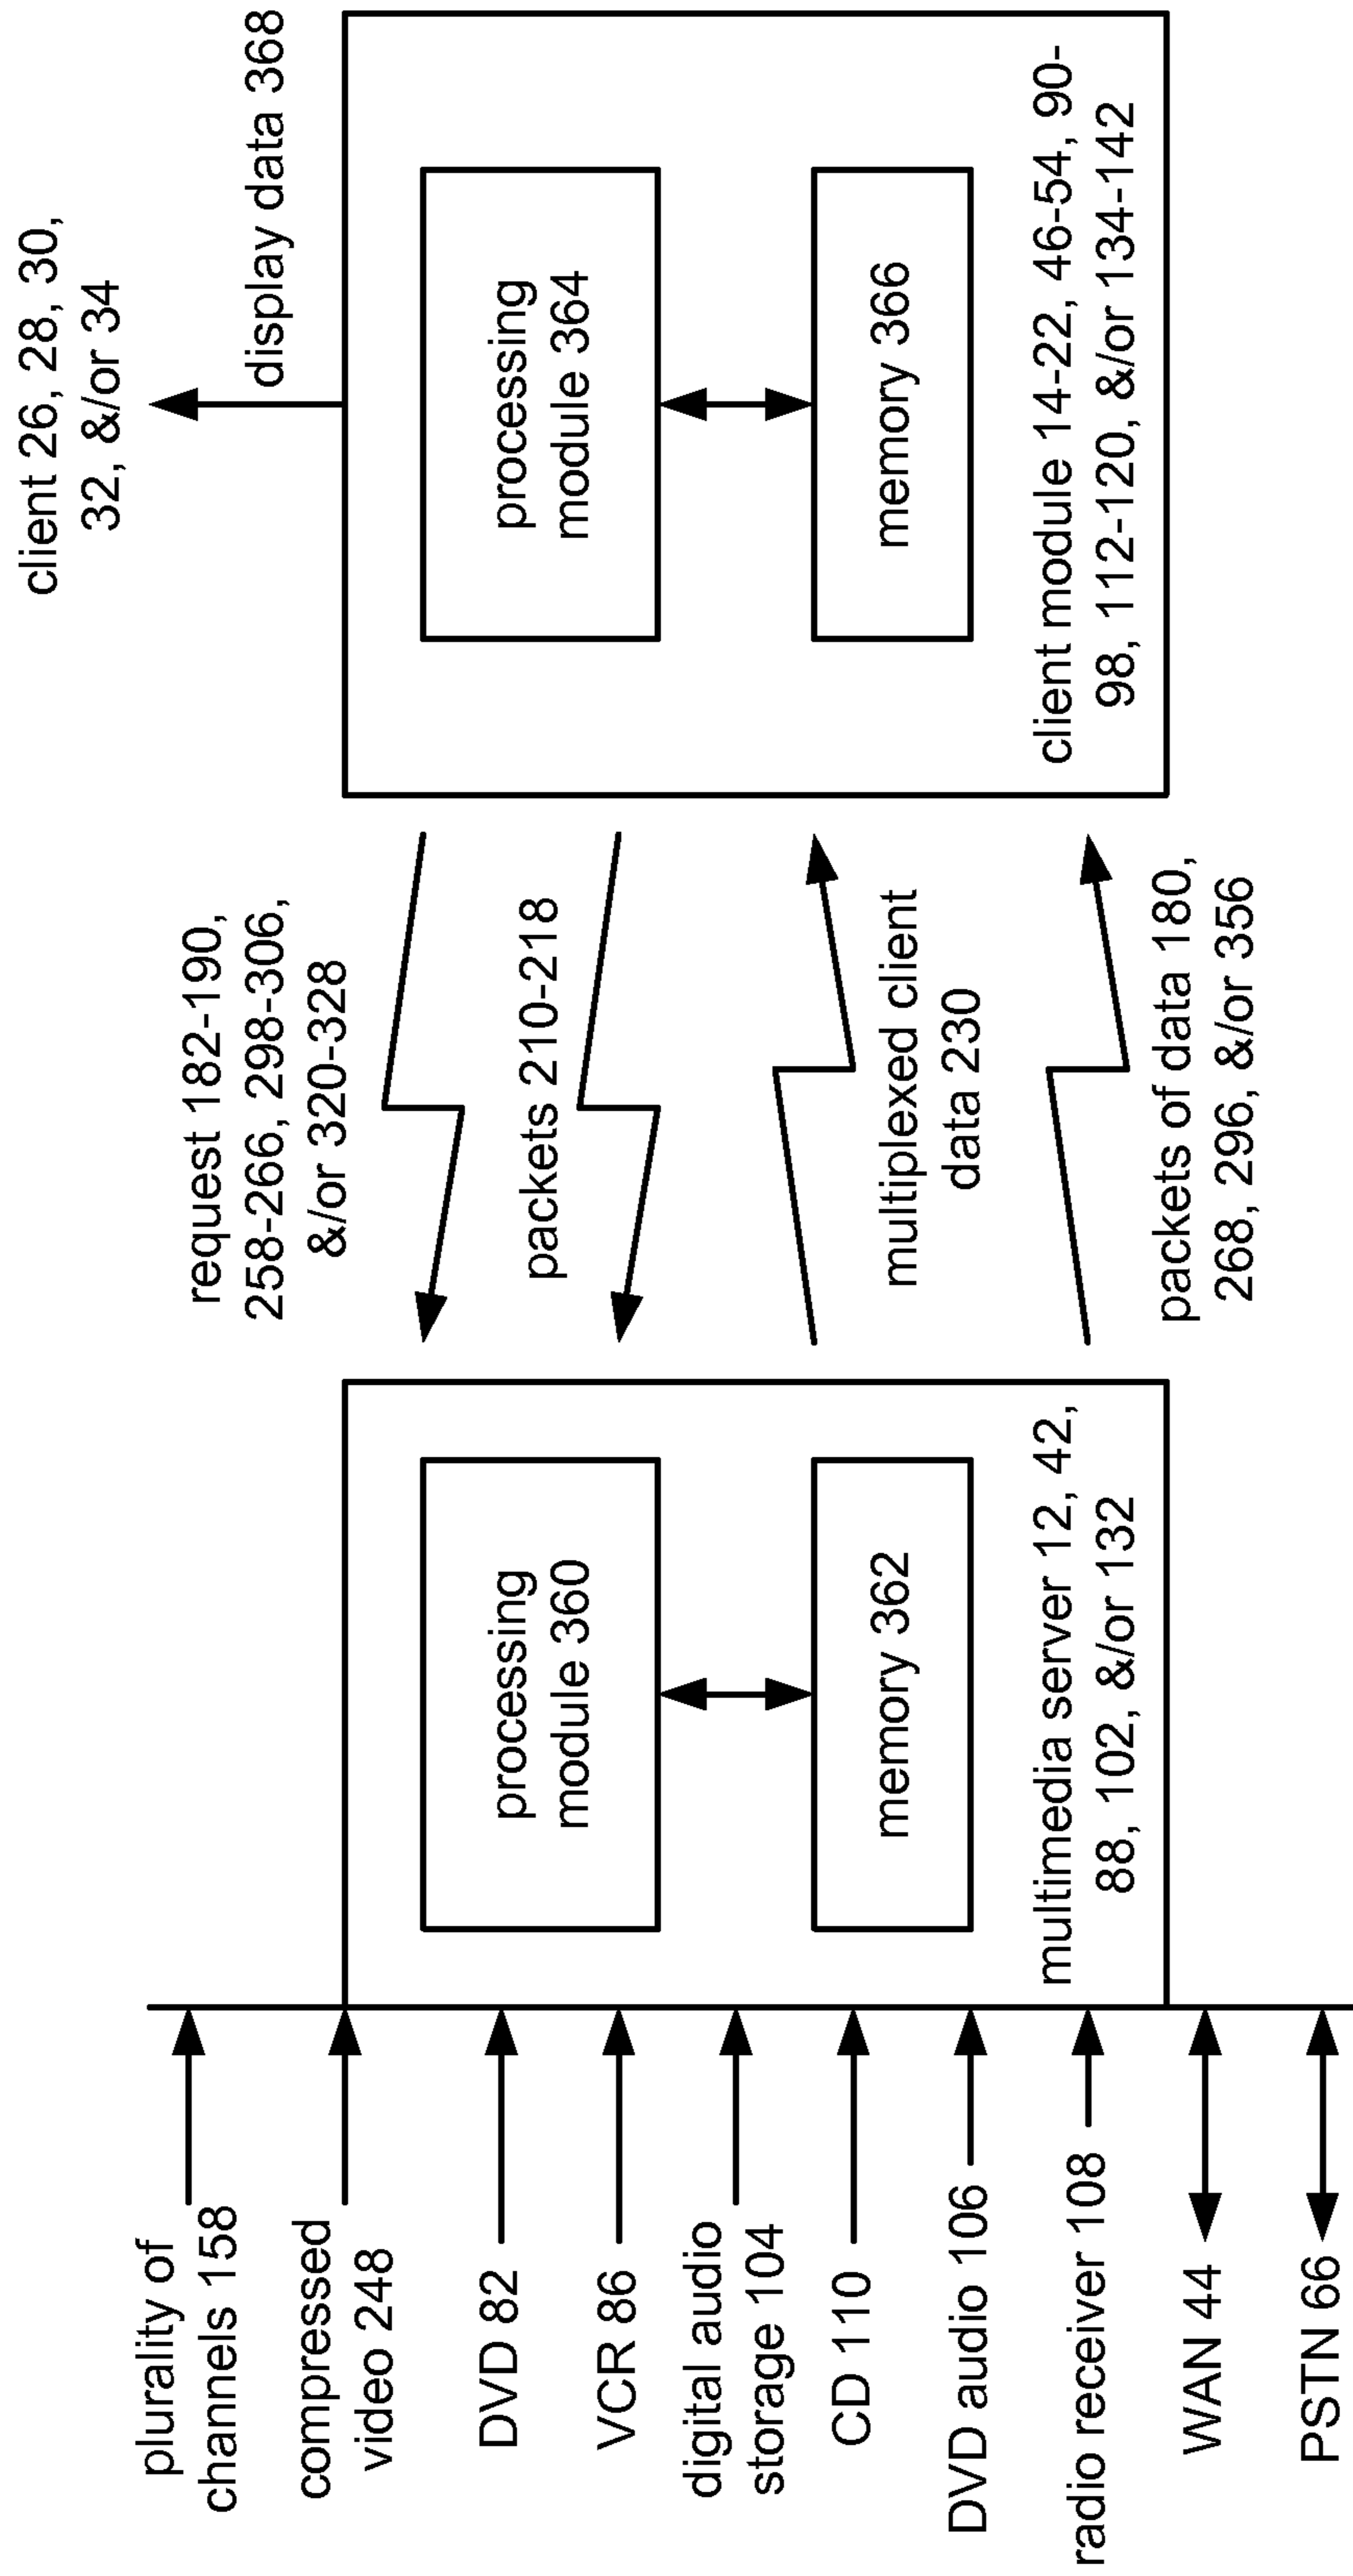 plurality of
channels 158
compressed
video 248
DVD 82
VCR 86
digital audio
storage 104
CD 110
DVD audio 106
radio receiver 108
WAN 44
PSTN 66
processing
module 360
memory 362
multimedia server 12, 42,
88, 102, &/or 132
request 182-190,
258-266, 298-306,
&/or 320-328
packets 210-218
multiplexed client
data 230
packets of data 180,
268, 296, &/or 356
client 26, 28, 30,
32, &/or 34
display data 368
processing
module 364
memory 366
client module 14-22, 46-54, 90-
98, 112-120, &/or 134-142